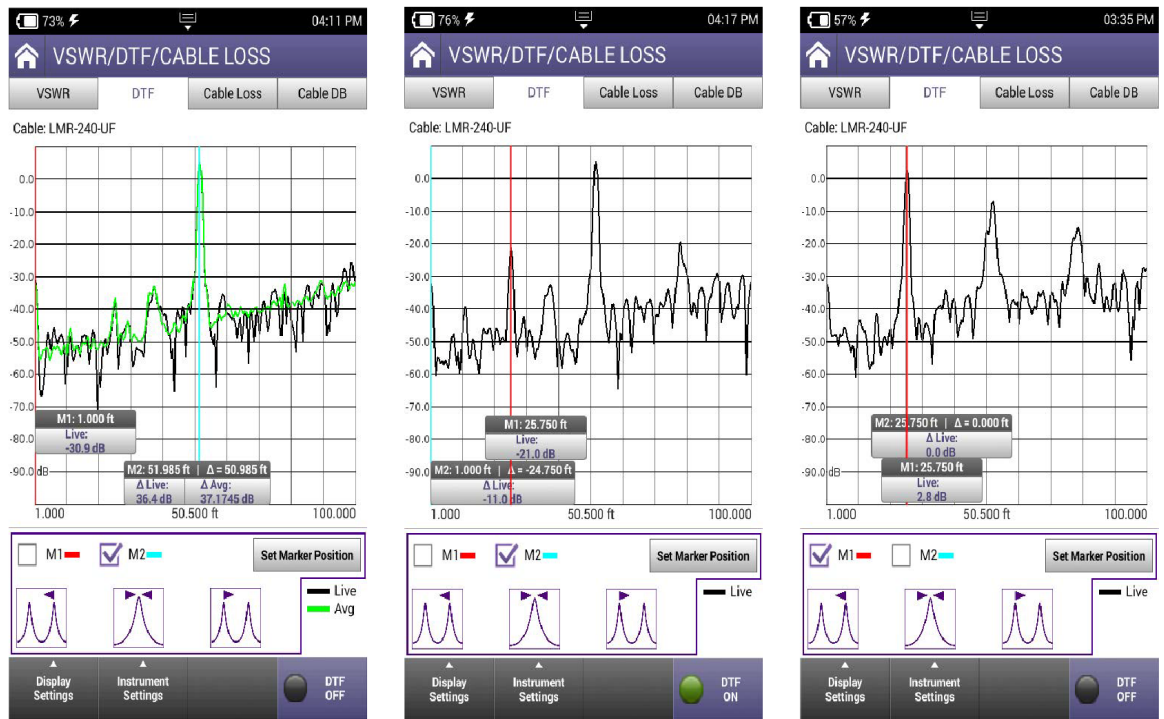 73% 04:11 PM
VSWR/DTF/CABLE LOSS
VSWR DTF Cable Loss Cable DB
Cable: LMR-240-UF
0.0
-10.0
-20.0
-30.0
-40.0
-50.0
-60.0
-70.0
-80.0
-90.0 dB
M1: 1.000 ft
Live:
-30.9 dB
M2: 51.985 ft | Δ = 50.985 ft
Δ Live: Δ Avg:
36.4 dB 37.1745 dB
1.000 50.500 ft 100.000
M1 M2 Set Marker Position
Live
Avg
Display Settings Instrument Settings DTF OFF
76% 04:17 PM
VSWR/DTF/CABLE LOSS
VSWR DTF Cable Loss Cable DB
Cable: LMR-240-UF
0.0
-10.0
-20.0
-30.0
-40.0
-50.0
-60.0
-70.0
-80.0
-90.0
M1: 25.750 ft
Live:
-21.0 dB
M2: 1.000 ft | Δ = -24.750 ft
Δ Live:
-11.0 dB
1.000 50.500 ft 100.000
M1 M2 Set Marker Position
Live
Display Settings Instrument Settings DTF ON
57% 03:35 PM
VSWR/DTF/CABLE LOSS
VSWR DTF Cable Loss Cable DB
Cable: LMR-240-UF
0.0
-10.0
-20.0
-30.0
-40.0
-50.0
-60.0
-70.0
-80.0
-90.0 dB
M2: 25.750 ft | Δ = 0.000 ft
Δ Live:
0.0 dB
M1: 25.750 ft
Live:
2.8 dB
1.000 50.500 ft 100.000
M1 M2 Set Marker Position
Live
Display Settings Instrument Settings DTF OFF